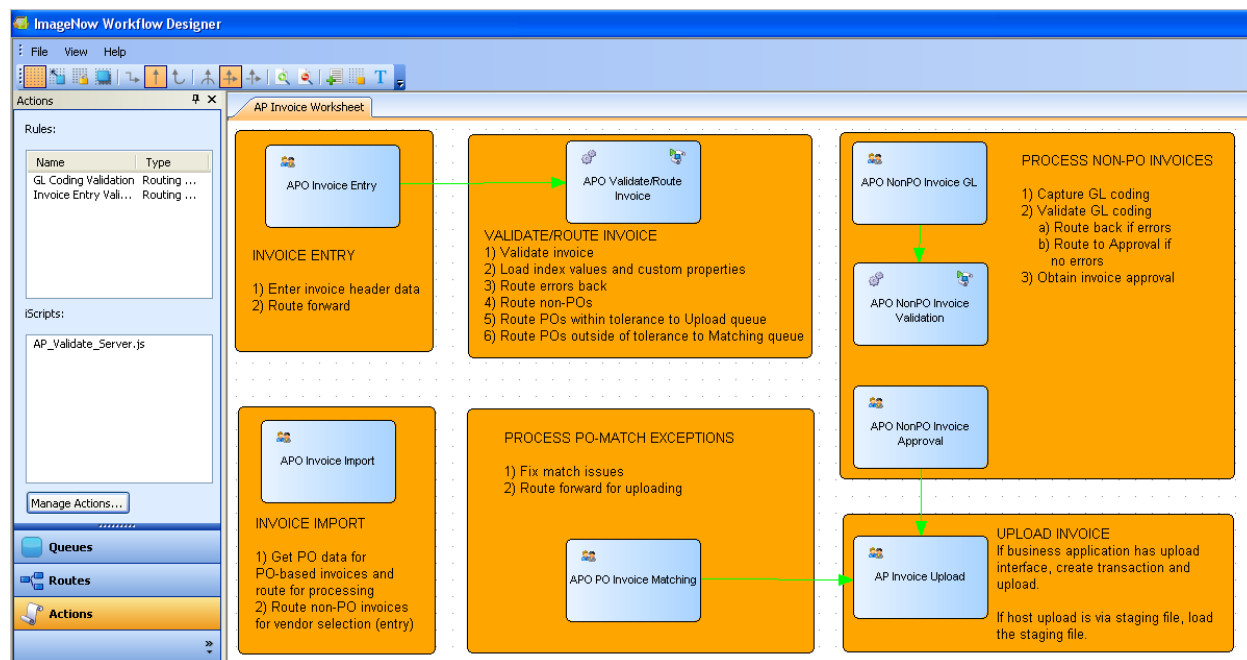 ImageNow Workflow Designer
File View Help
T
Actions
Rules:
Name Type
GL Coding Validation Routing ...
Invoice Entry Vali... Routing ...
iScripts:
AP_Validate_Server.js
Manage Actions...
Queues
Routes
Actions
AP Invoice Worksheet
APO Invoice Entry
INVOICE ENTRY
1) Enter invoice header data
2) Route forward
APO Validate/Route
Invoice
VALIDATE/ROUTE INVOICE
1) Validate invoice
2) Load index values and custom properties
3) Route errors back
4) Route non-POs
5) Route POs within tolerance to Upload queue
6) Route POs outside of tolerance to Matching queue
APO NonPO Invoice GL
PROCESS NON-PO INVOICES
1) Capture GL coding
2) Validate GL coding
a) Route back if errors
b) Route to Approval if
no errors
3) Obtain invoice approval
APO NonPO Invoice
Validation
APO NonPO Invoice
Approval
APO Invoice Import
INVOICE IMPORT
1) Get PO data for
PO-based invoices and
route for processing
2) Route non-PO invoices
for vendor selection (entry)
PROCESS PO-MATCH EXCEPTIONS
1) Fix match issues
2) Route forward for uploading
APO PO Invoice Matching
AP Invoice Upload
UPLOAD INVOICE
If business application has upload
interface, create transaction and
upload.
If host upload is via staging file, load
the staging file.